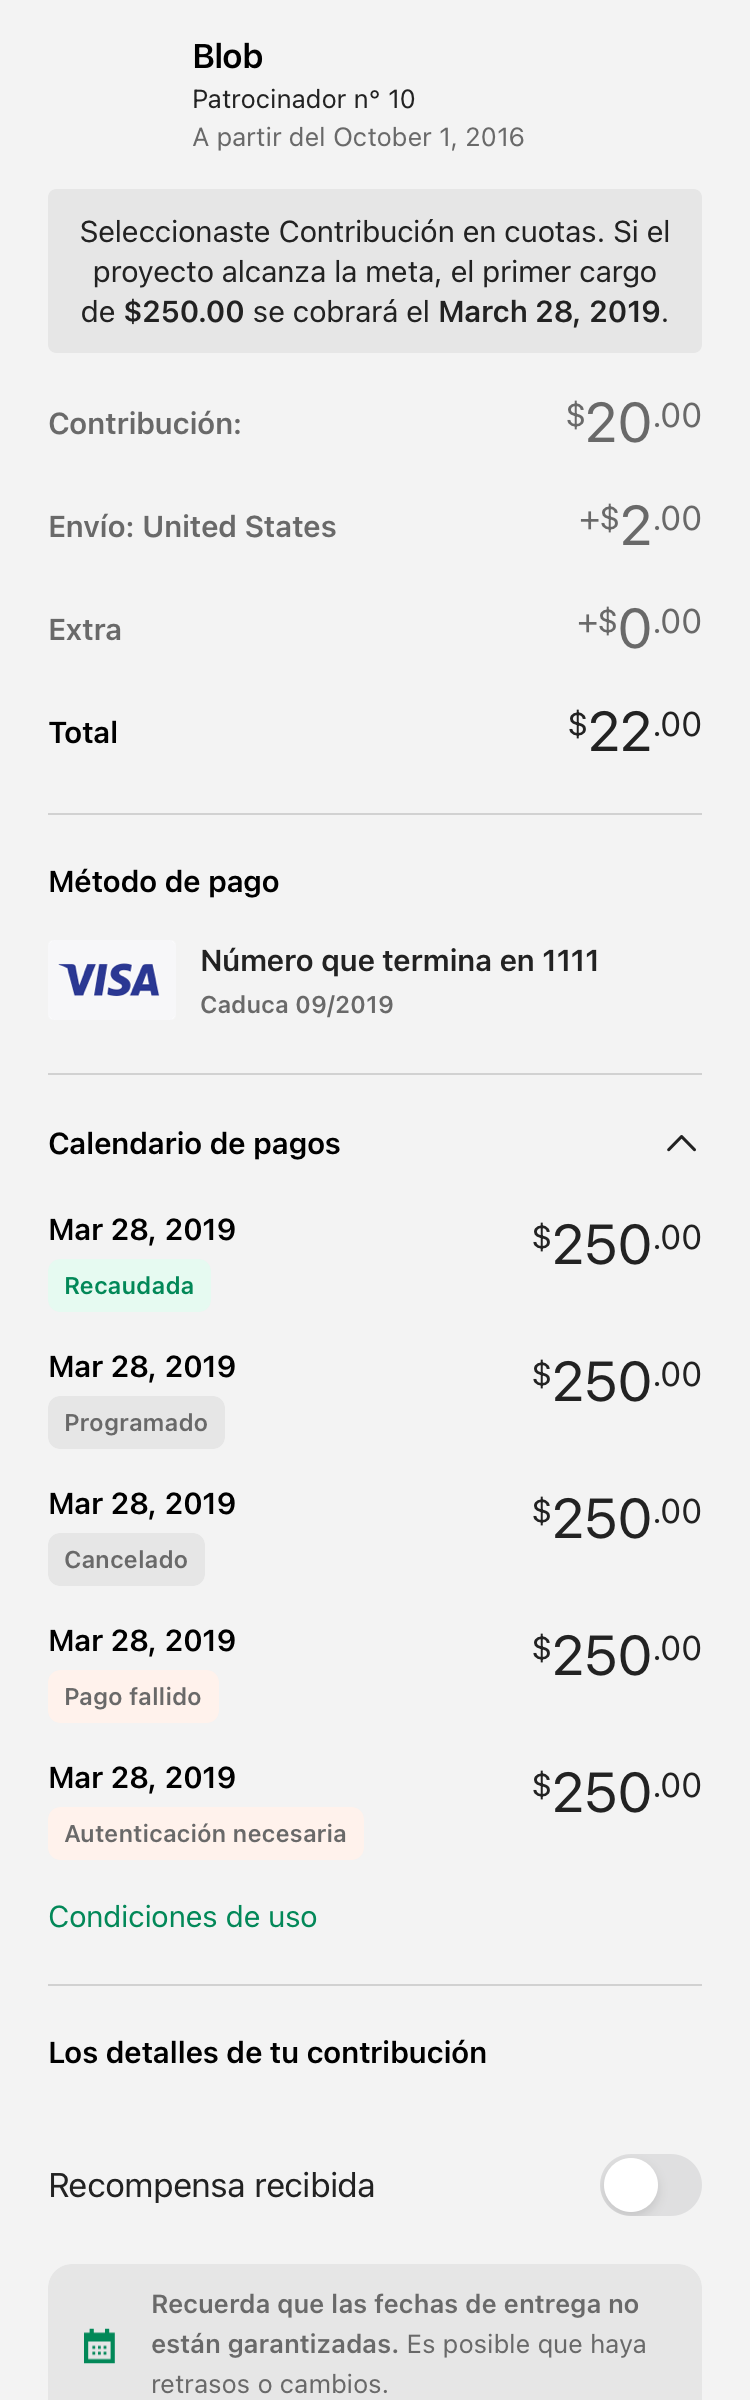 Blob
Patrocinador nº 10
A partir del October 1, 2016
Seleccionaste Contribución en cuotas. Si el
proyecto alcanza la meta, el primer cargo
de $250.00 se cobrará el March 28, 2019.
Contribución: $20.00
Envío: United States +$2.00
Extra +$0.00
Total $22.00
Método de pago
VISA
Número que termina en 1111
Caduca 09/2019
Calendario de pagos
Mar 28, 2019 $250.00
Recaudada
Mar 28, 2019 $250.00
Programado
Mar 28, 2019 $250.00
Cancelado
Mar 28, 2019 $250.00
Pago fallido
Mar 28, 2019 $250.00
Autenticación necesaria
Condiciones de uso
Los detalles de tu contribución
Recompensa recibida
Recuerda que las fechas de entrega no
están garantizadas. Es posible que haya
retrasos o cambios.